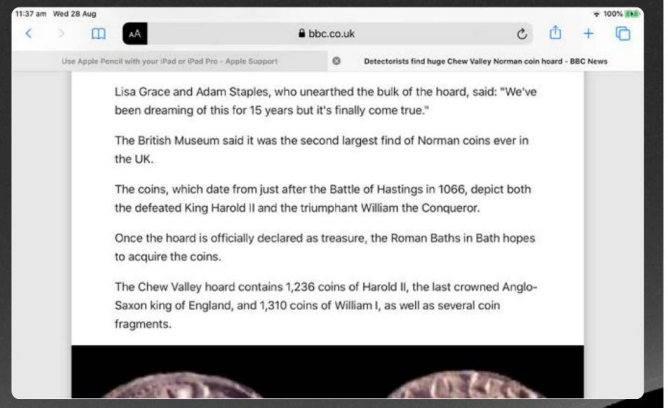 11:37 am Wed 28 Aug
100%
AA
bbc.co.uk
Use Apple Pencil with your iPad or iPad Pro - Apple Support
Detectorists find huge Chew Valley Norman coin hoard - BBC News
Lisa Grace and Adam Staples, who unearthed the bulk of the hoard, said: "We've
been dreaming of this for 15 years but it's finally come true."
The British Museum said it was the second largest find of Norman coins ever in
the UK.
The coins, which date from just after the Battle of Hastings in 1066, depict both
the defeated King Harold II and the triumphant William the Conqueror.
Once the hoard is officially declared as treasure, the Roman Baths in Bath hopes
to acquire the coins.
The Chew Valley hoard contains 1,236 coins of Harold II, the last crowned Anglo-
Saxon king of England, and 1,310 coins of William I, as well as several coin
fragments.